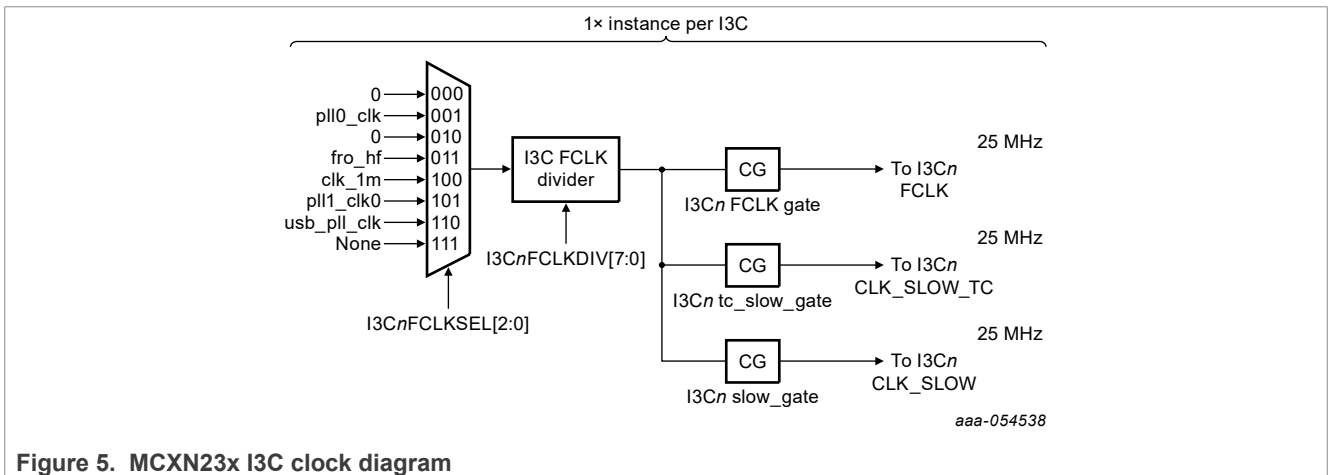 1× instance per I3C
0
000
pll0_clk
001
0
010
fro_hf
011
clk_1m
100
pll1_clk0
101
usb_pll_clk
110
None
111
I3CnFCLKSEL[2:0]
I3C FCLK
divider
I3CnFCLKDIV[7:0]
CG
I3Cn FCLK gate
25 MHz
To I3Cn
FCLK
CG
I3Cn tc_slow_gate
25 MHz
To I3Cn
CLK_SLOW_TC
CG
I3Cn slow_gate
25 MHz
To I3Cn
CLK_SLOW
aaa-054538
Figure 5. MCXN23x I3C clock diagram